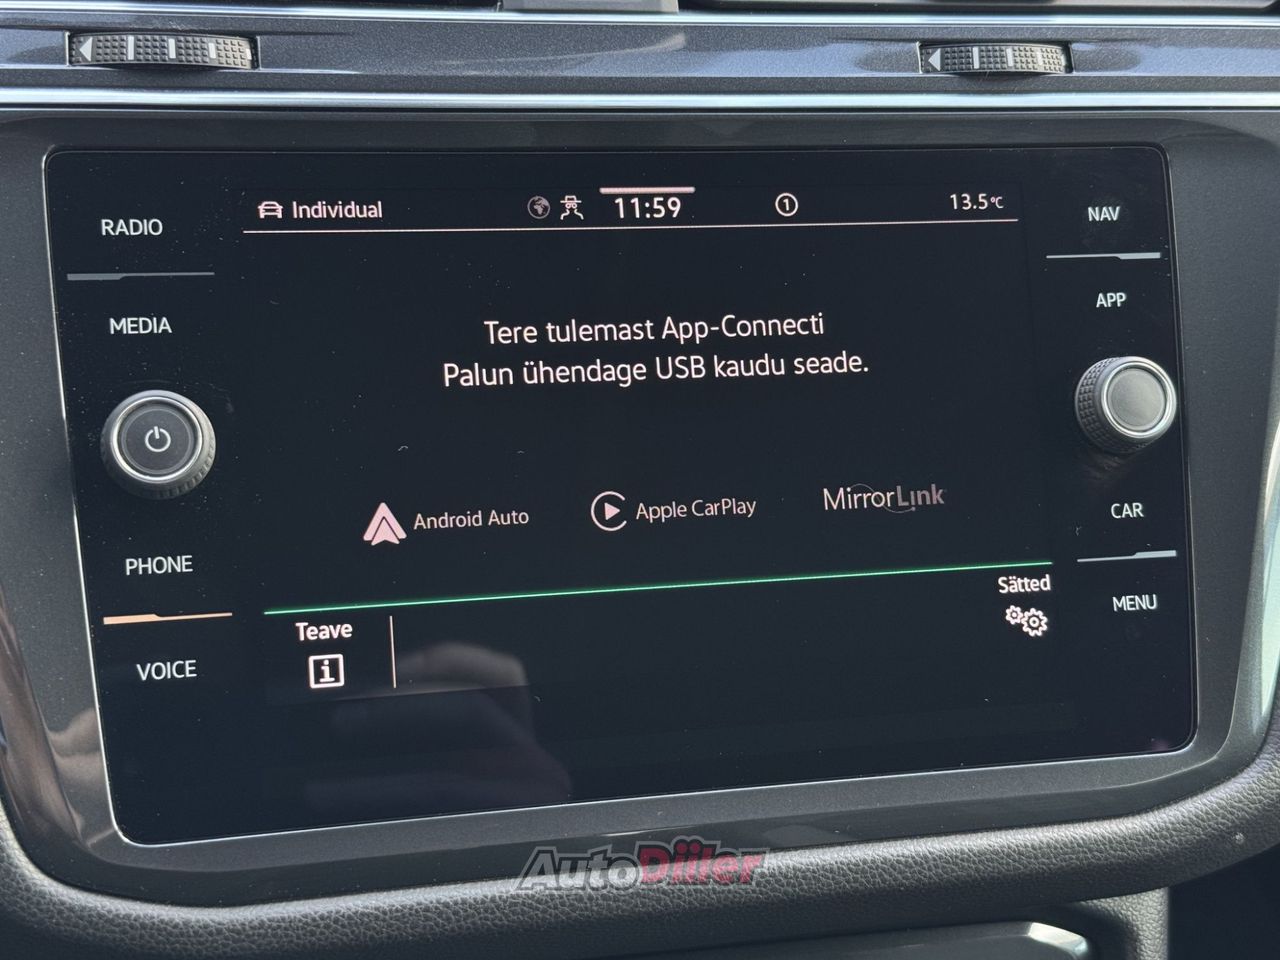 RADIO
MEDIA
PHONE
VOICE
Individual
11:59
1
13.5°C
Tere tulemast App-Connecti
Palun ühendage USB kaudu seade.
Android Auto
Apple CarPlay
MirrorLink
Teave
i
Sätted
NAV
APP
CAR
MENU
AutoDiiler